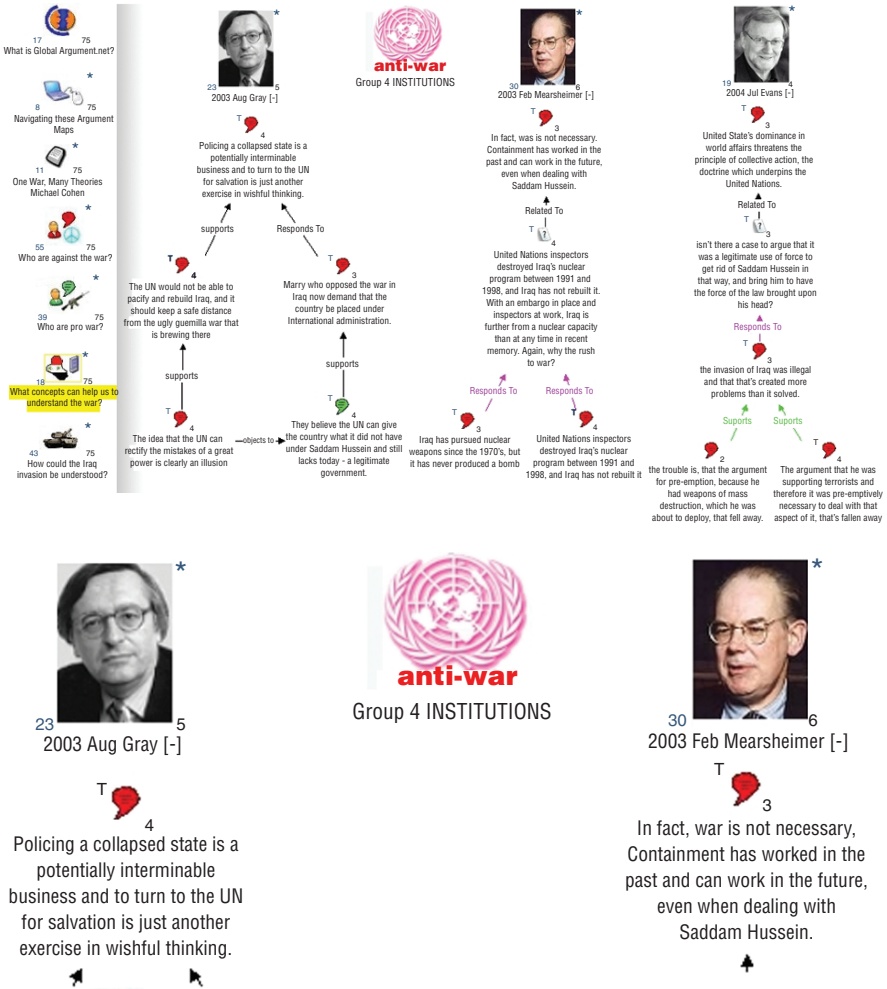 17 75
What is Global Argument.net?
*
8 75
Navigating these Argument
Maps
*
11 75
One War, Many Theories
Michael Cohen
*
55 75
Who are against the war?
*
39 75
Who are pro war?
*
18 75
What concepts can help us to
understand the war?
*
43 75
How could the Iraq
invasion be understood?
*
23 5
2003 Aug Gray [-]
T
4
Policing a collapsed state is a
potentially interminable
business and to turn to the UN
for salvation is just another
exercise in wishful thinking.
supports
Responds To
T
4
The UN would not be able to
pacify and rebuild Iraq, and it
should keep a safe distance
from the ugly guemilla war that
is brewing there
T
3
Marry who opposed the war in
Iraq now demand that the
country be placed under
International administration.
supports
supports
T
4
The idea that the UN can
rectify the mistakes of a great
power is clearly an illusion
objects to
T
4
They believe the UN can give
the country what it did not have
under Saddam Hussein and still
lacks today - a legitimate
government.
anti-war
Group 4 INSTITUTIONS
*
30 6
2003 Feb Mearsheimer [-]
T
3
In fact, was is not necessary.
Containment has worked in the
past and can work in the future,
even when dealing with
Saddam Hussein.
Related To
T ?
4
United Nations inspectors
destroyed Iraq's nuclear
program between 1991 and
1998, and Iraq has not rebuilt it.
With an embargo in place and
inspectors at work, Iraq is
further from a nuclear capacity
than at any time in recent
memory. Again, why the rush
to war?
Responds To
Responds To
T
3
Iraq has pursued nuclear
weapons since the 1970's, but
it has never produced a bomb
T
4
United Nations inspectors
destroyed Iraq's nuclear
program between 1991 and
1998, and Iraq has not rebuilt it
*
19 4
2004 Jul Evans [-]
T
3
United State's dominance in
world affairs threatens the
principle of collective action, the
doctrine which underpins the
United Nations.
Related To
T ?
3
isn't there a case to argue that it
was a legitimate use of force to
get rid of Saddam Hussein in
that way, and bring him to have
the force of the law brought upon
his head?
Responds To
T
3
the invasion of Iraq was illegal
and that that's created more
problems than it solved.
Suports
Suports
2
the trouble is, that the argument
for pre-emption, because he
had weapons of mass
destruction, which he was
about to deploy, that fell away.
T
4
The argument that he was
supporting terrorists and
therefore it was pre-emptively
necessary to deal with that
aspect of it, that's fallen away
*
23 5
2003 Aug Gray [-]
T
4
Policing a collapsed state is a
potentially interminable
business and to turn to the UN
for salvation is just another
exercise in wishful thinking.
anti-war
Group 4 INSTITUTIONS
*
30 6
2003 Feb Mearsheimer [-]
T
3
In fact, war is not necessary,
Containment has worked in the
past and can work in the future,
even when dealing with
Saddam Hussein.